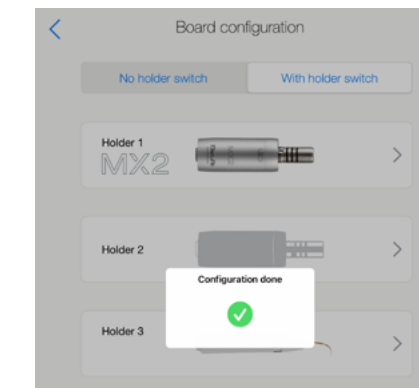 Board configuration
No holder switch
With holder switch
Holder 1
MX2
Holder 2
Configuration done
Holder 3